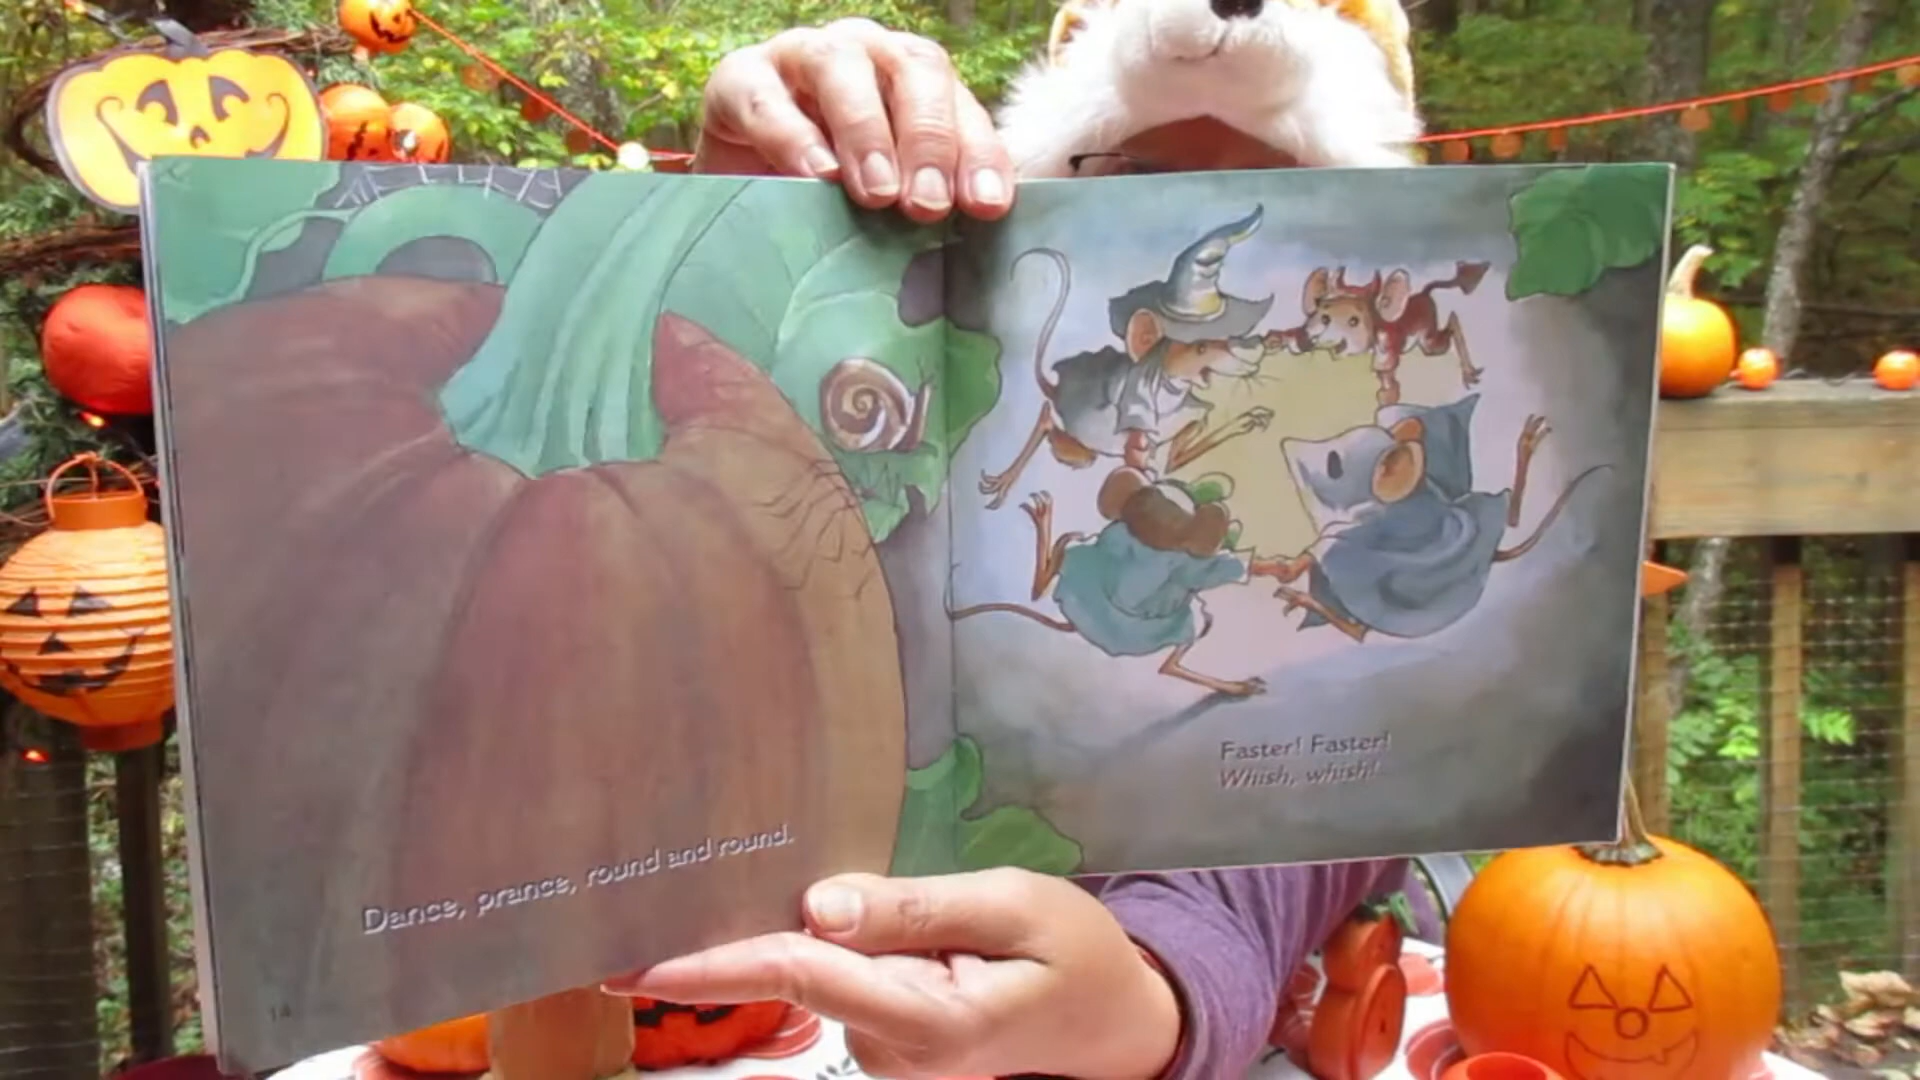 Dance, prance, round and round.
14
Faster! Faster!
Whish, whish!